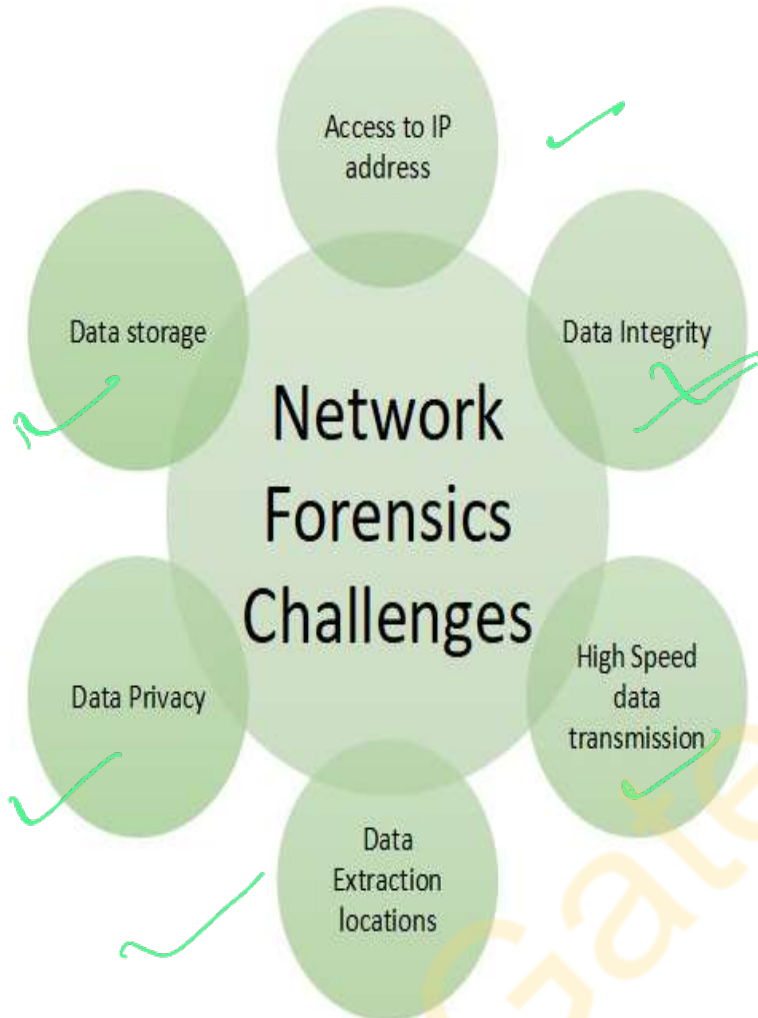 Access to IP
address
Data Integrity
High Speed
data
transmission
Data
Extraction
locations
Data Privacy
Data storage
Network
Forensics
Challenges
Gate